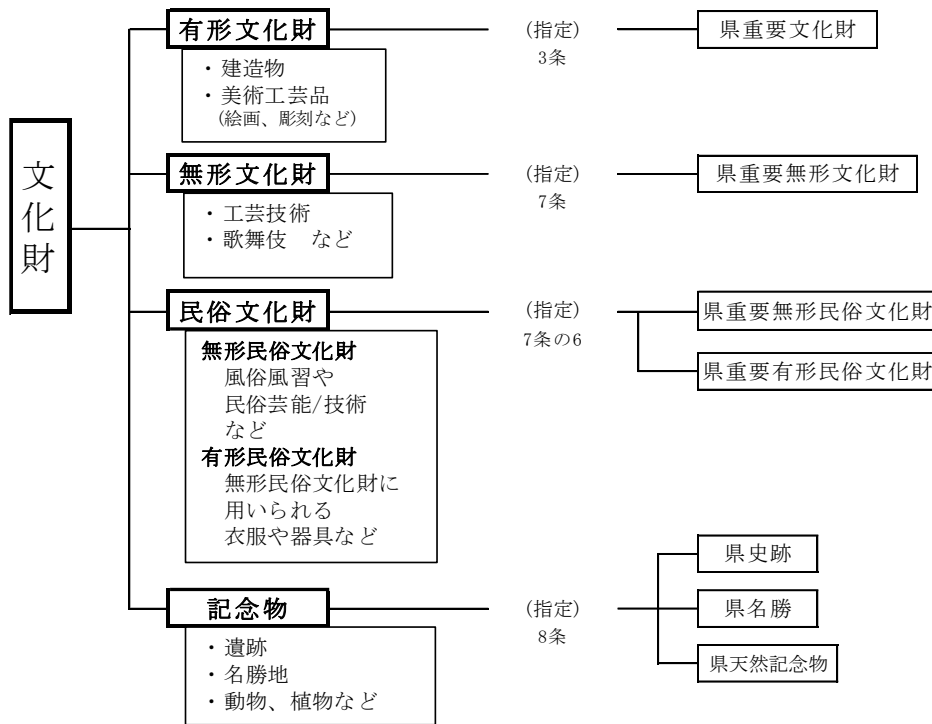 文化財
有形文化財
(指定)
3条
県重要文化財
・建造物
・美術工芸品
(絵画、彫刻など)
無形文化財
(指定)
7条
県重要無形文化財
・工芸技術
・歌舞伎　など
民俗文化財
(指定)
7条の6
県重要無形民俗文化財
県重要有形民俗文化財
無形民俗文化財
風俗風習や
民俗芸能/技術
など
有形民俗文化財
無形民俗文化財に
用いられる
衣服や器具など
記念物
(指定)
8条
県史跡
県名勝
県天然記念物
・遺跡
・名勝地
・動物、植物など